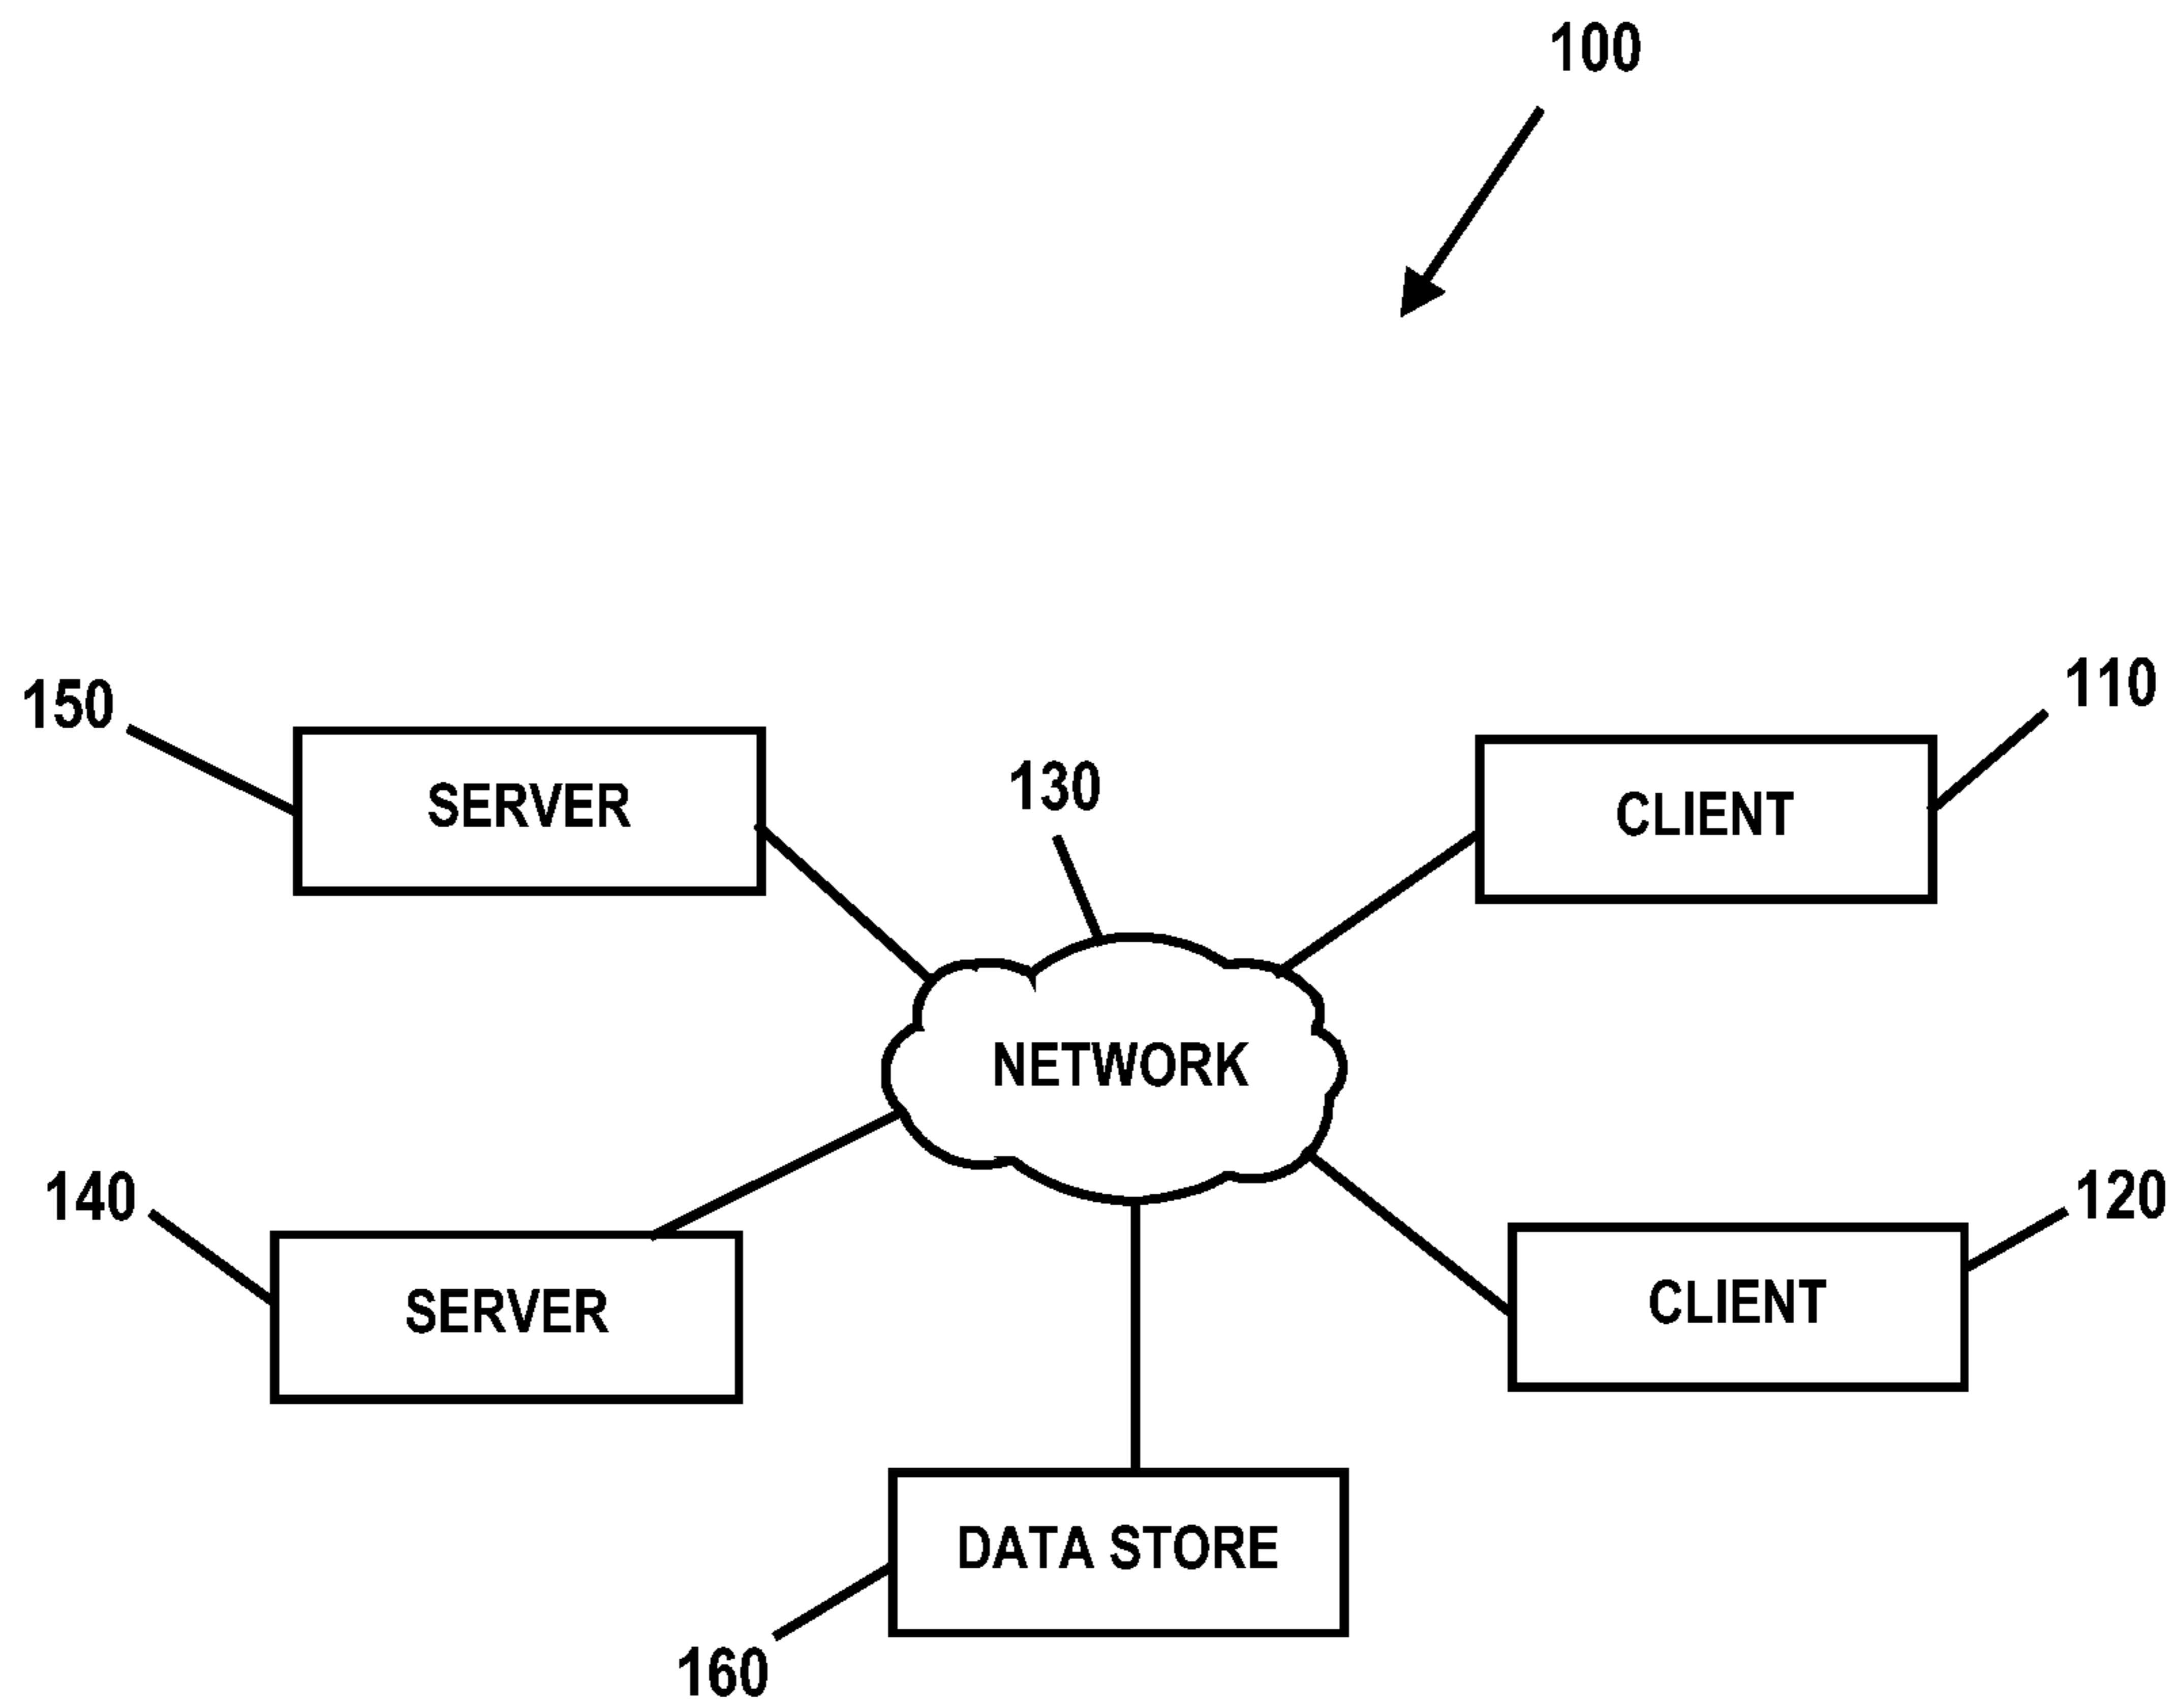 100
150
110
SERVER
130
CLIENT
NETWORK
140
120
SERVER
CLIENT
DATA STORE
160